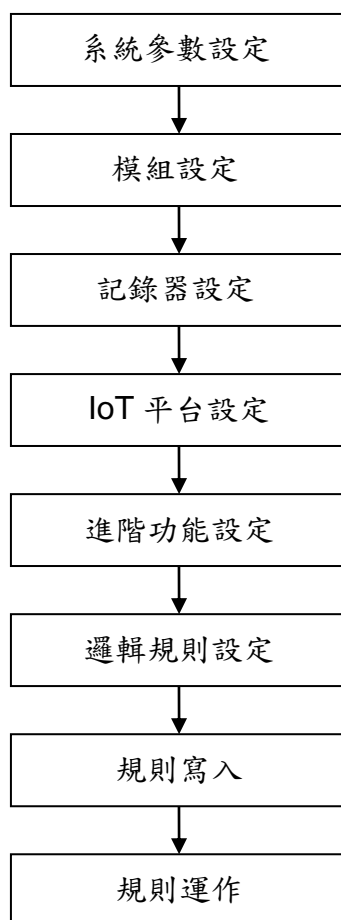 系統參數設定
模組設定
記錄器設定
IoT 平台設定
進階功能設定
邏輯規則設定
規則寫入
規則運作